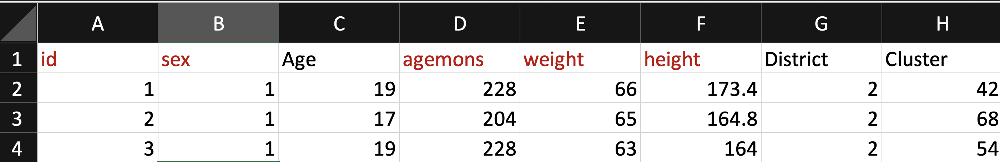 A B C D E F G H
1 id sex Age agemons weight height District Cluster
2 1 1 19 228 66 173.4 2 42
3 2 1 17 204 65 164.8 2 68
4 3 1 19 228 63 164 2 54